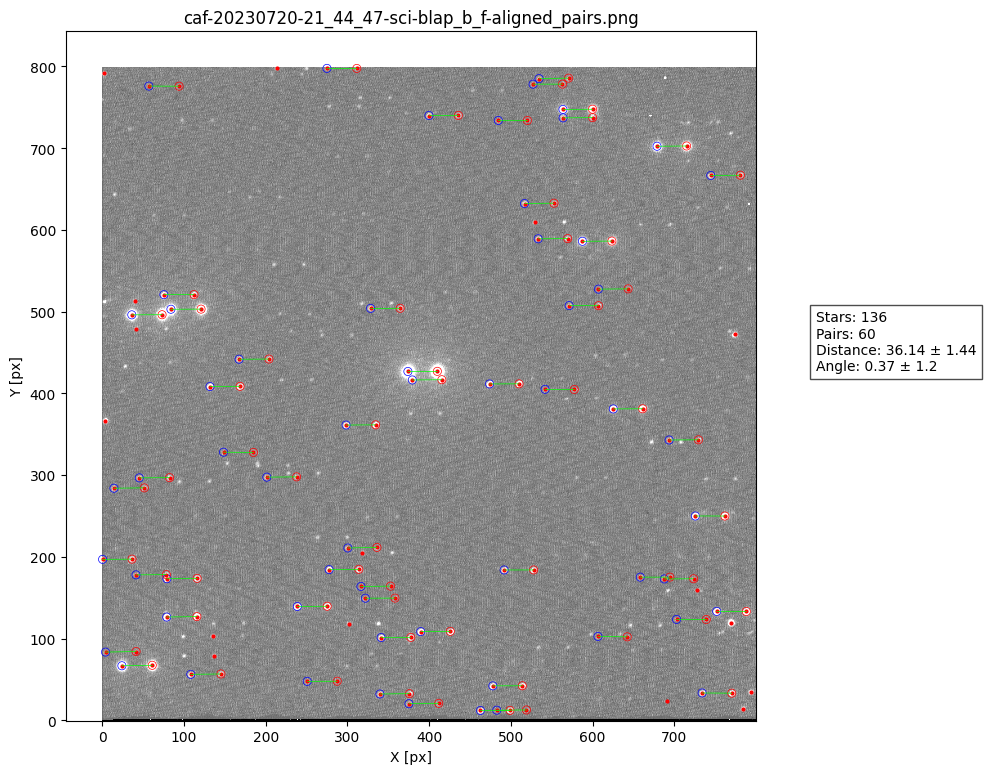 caf-20230720-21_44_47-sci-blap_b_f-aligned_pairs.png
800
700
600
500
400
300
200
100
0
Y [px]
0 100 200 300 400 500 600 700
X [px]
Stars: 136
Pairs: 60
Distance: 36.14 ± 1.44
Angle: 0.37 ± 1.2